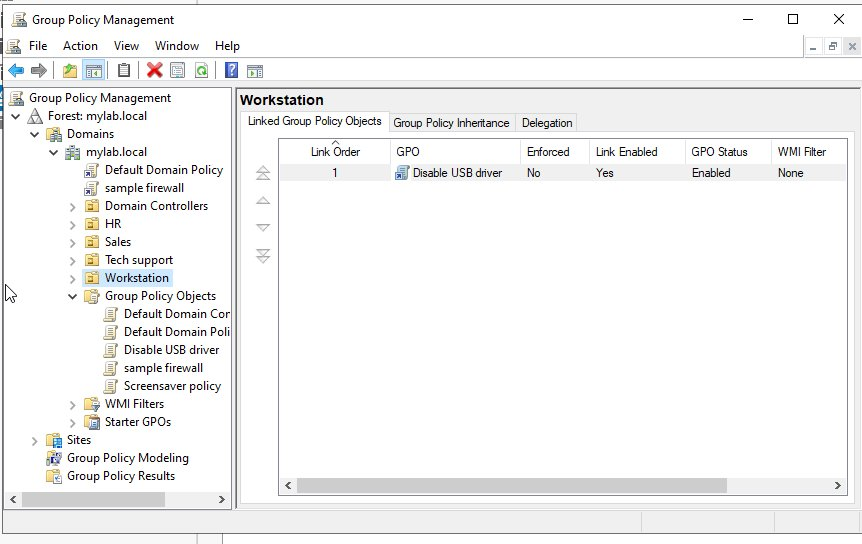 Group Policy Management
File Action View Window Help
Group Policy Management
Forest: mylab.local
Domains
mylab.local
Default Domain Policy
sample firewall
Domain Controllers
HR
Sales
Tech support
Workstation
Group Policy Objects
Default Domain Con
Default Domain Poli
Disable USB driver
sample firewall
Screensaver policy
WMI Filters
Starter GPOs
Sites
Group Policy Modeling
Group Policy Results
Workstation
Linked Group Policy Objects Group Policy Inheritance Delegation
Link Order GPO Enforced Link Enabled GPO Status WMI Filter
1 Disable USB driver No Yes Enabled None